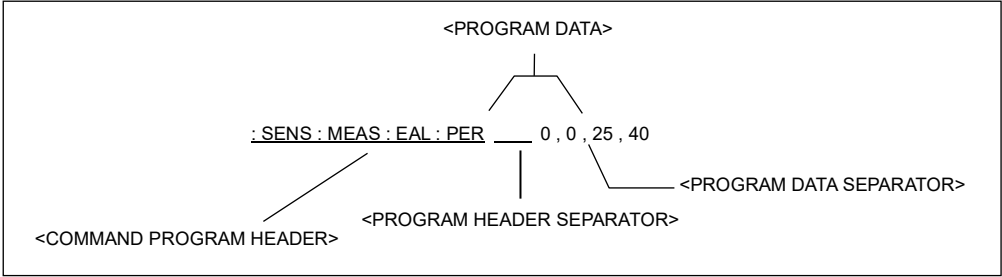 <PROGRAM DATA>
: SENS : MEAS : EAL : PER ___ 0 , 0 , 25 , 40
<PROGRAM DATA SEPARATOR>
<PROGRAM HEADER SEPARATOR>
<COMMAND PROGRAM HEADER>